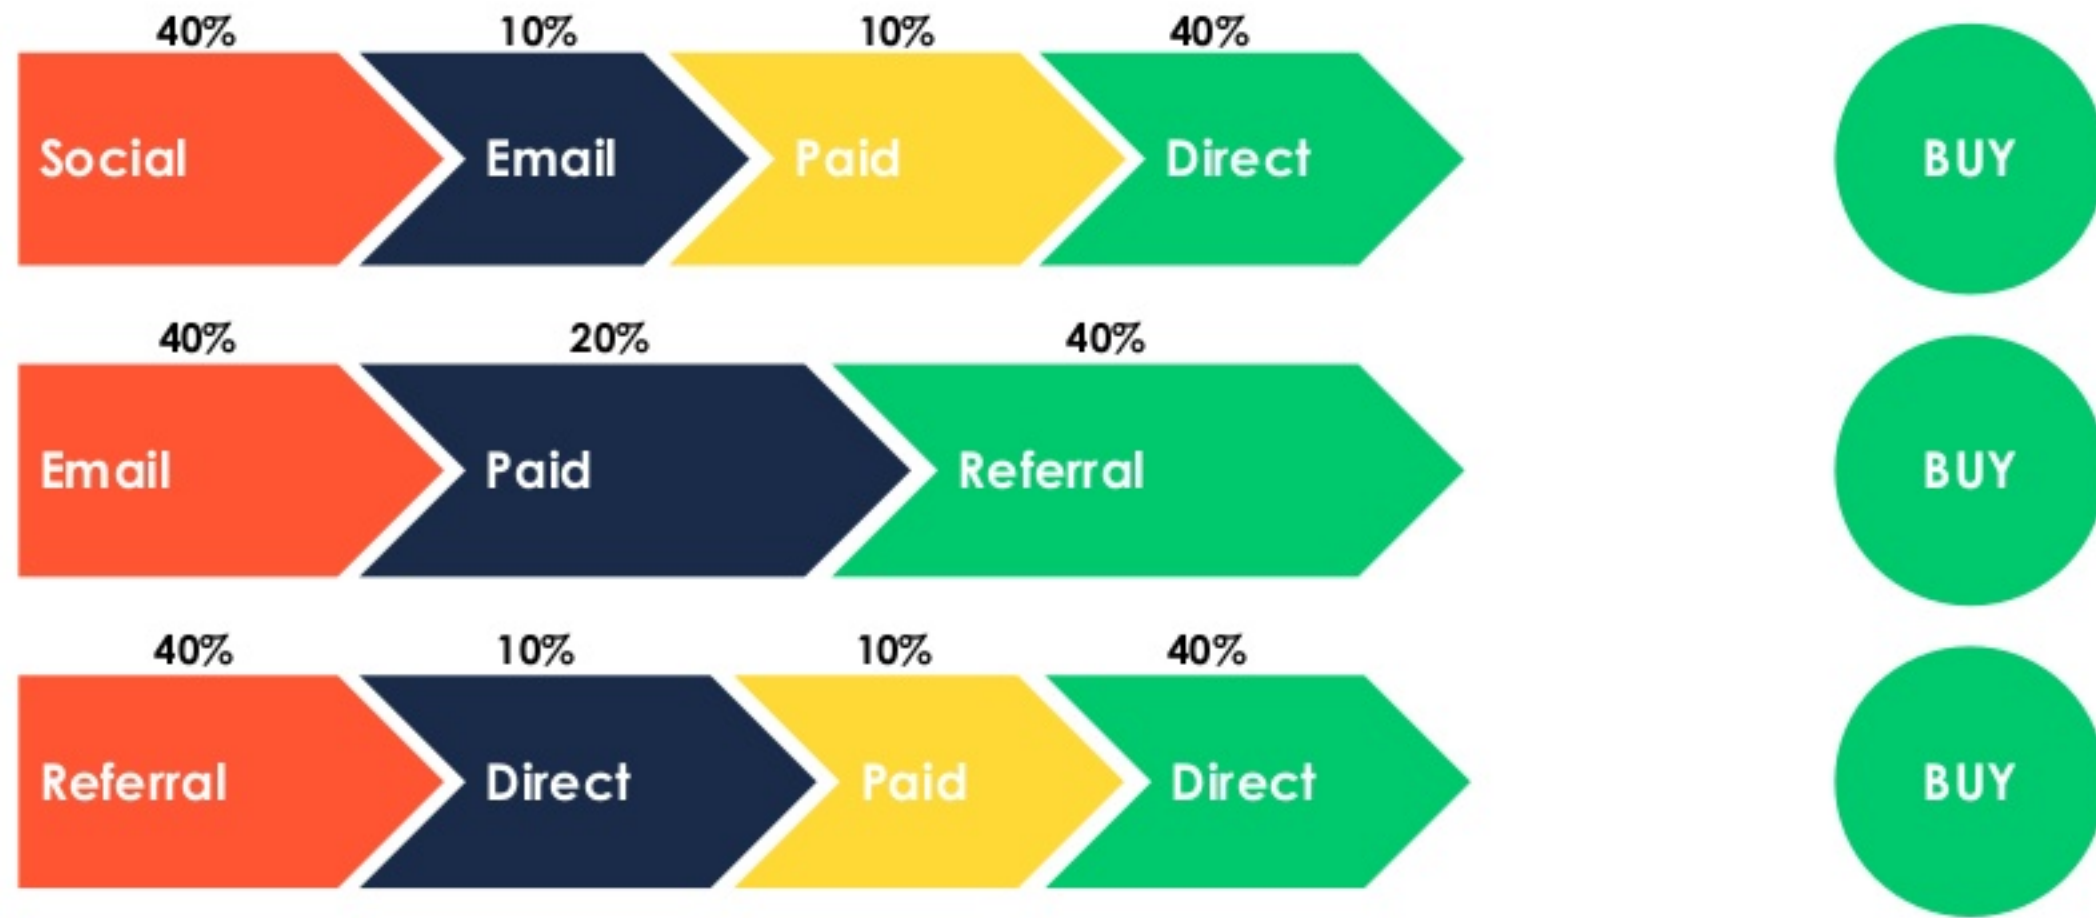 40% 10% 10% 40%
Social Email Paid Direct BUY
40% 20% 40%
Email Paid Referral BUY
40% 10% 10% 40%
Referral Direct Paid Direct BUY